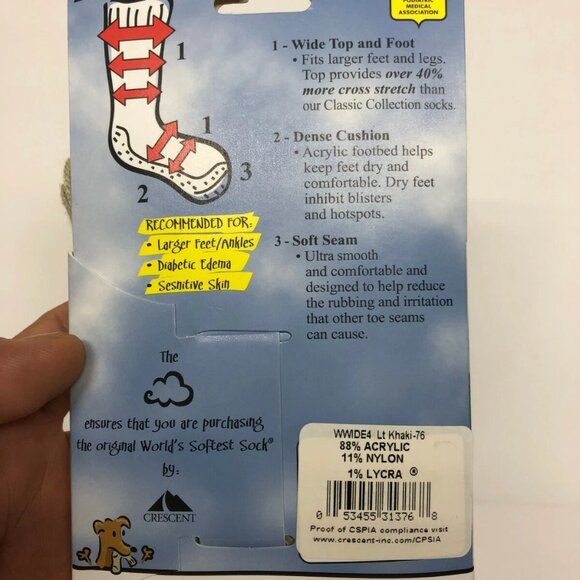 PODIATRIC
MEDICAL
ASSOCIATION
1
1
2
3
1 - Wide Top and Foot
• Fits larger feet and legs.
Top provides over 40%
more cross stretch than
our Classic Collection socks.
2 - Dense Cushion
• Acrylic footbed helps
keep feet dry and
comfortable. Dry feet
inhibit blisters
and hotspots.
3 - Soft Seam
• Ultra smooth
and comfortable and
designed to help reduce
the rubbing and irritation
that other toe seams
can cause.
RECOMMENDED FOR:
• Larger Feet/Ankles
• Diabetic Edema
• Sesnitive Skin
The
ensures that you are purchasing
the original World's Softest Sock®
by:
CRESCENT
WWIDE4 Lt Khaki-76
88% ACRYLIC
11% NYLON
1% LYCRA ®
0 53455 31376 8
Proof of CSPIA compliance visit
www.crescent-inc.com/CPSIA